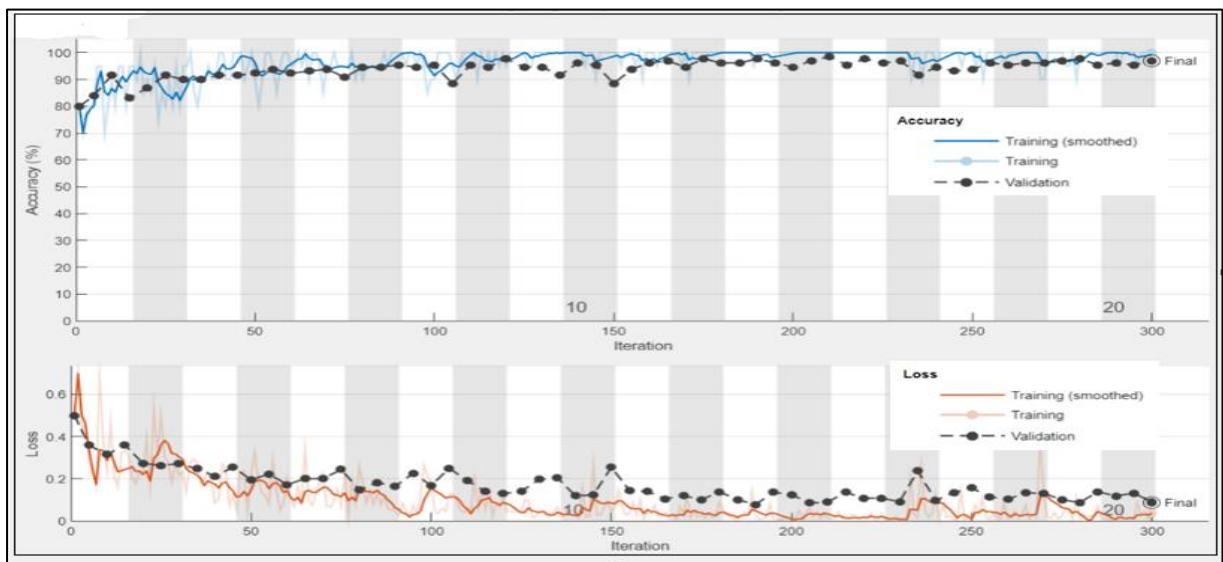 100
90
80
70
60
50
40
30
20
10
0
Accuracy (%)
Final
Accuracy
Training (smoothed)
Training
Validation
10
20
0
50
100
150
200
250
300
Iteration
0.6
0.4
0.2
0
Loss
Loss
Training (smoothed)
Training
Validation
Final
10
20
0
50
100
150
200
250
300
Iteration